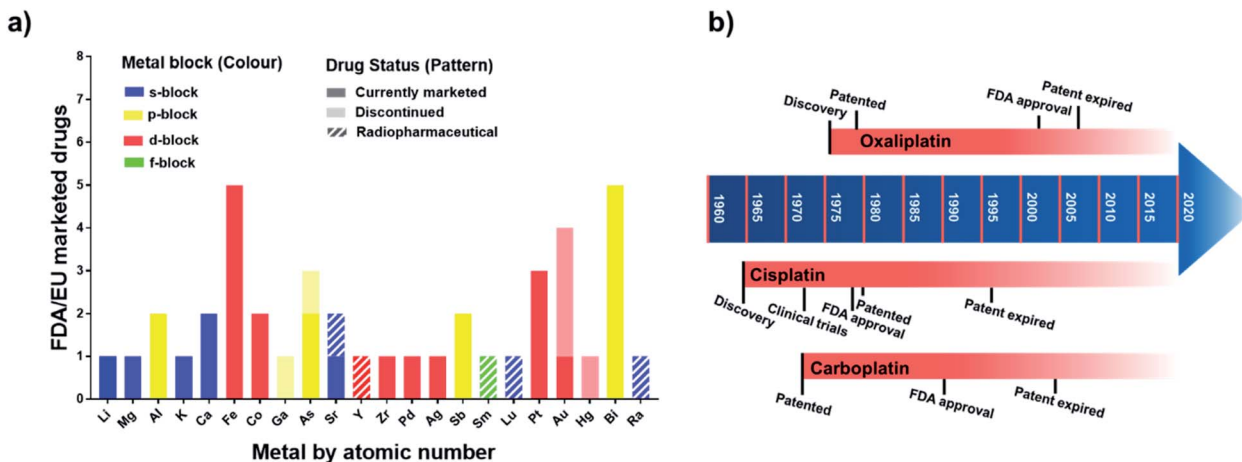 a)
FDA/EU marketed drugs
8
7
6
5
4
3
2
1
0
Metal block (Colour)
s-block
p-block
d-block
f-block
Drug Status (Pattern)
Currently marketed
Discontinued
Radiopharmaceutical
Li
Mg
Al
K
Ca
Fe
Co
Ga
As
Sr
Y
Zr
Pd
Ag
Sb
Sm
Lu
Pt
Au
Hg
Bi
Ra
Metal by atomic number
b)
Discovery
Patented
FDA approval
Patent expired
Oxaliplatin
1960
1965
1970
1975
1980
1985
1990
1995
2000
2005
2010
2015
2020
Cisplatin
Discovery
Clinical trials
FDA approval
Patented
Patent expired
Carboplatin
Patented
FDA approval
Patent expired